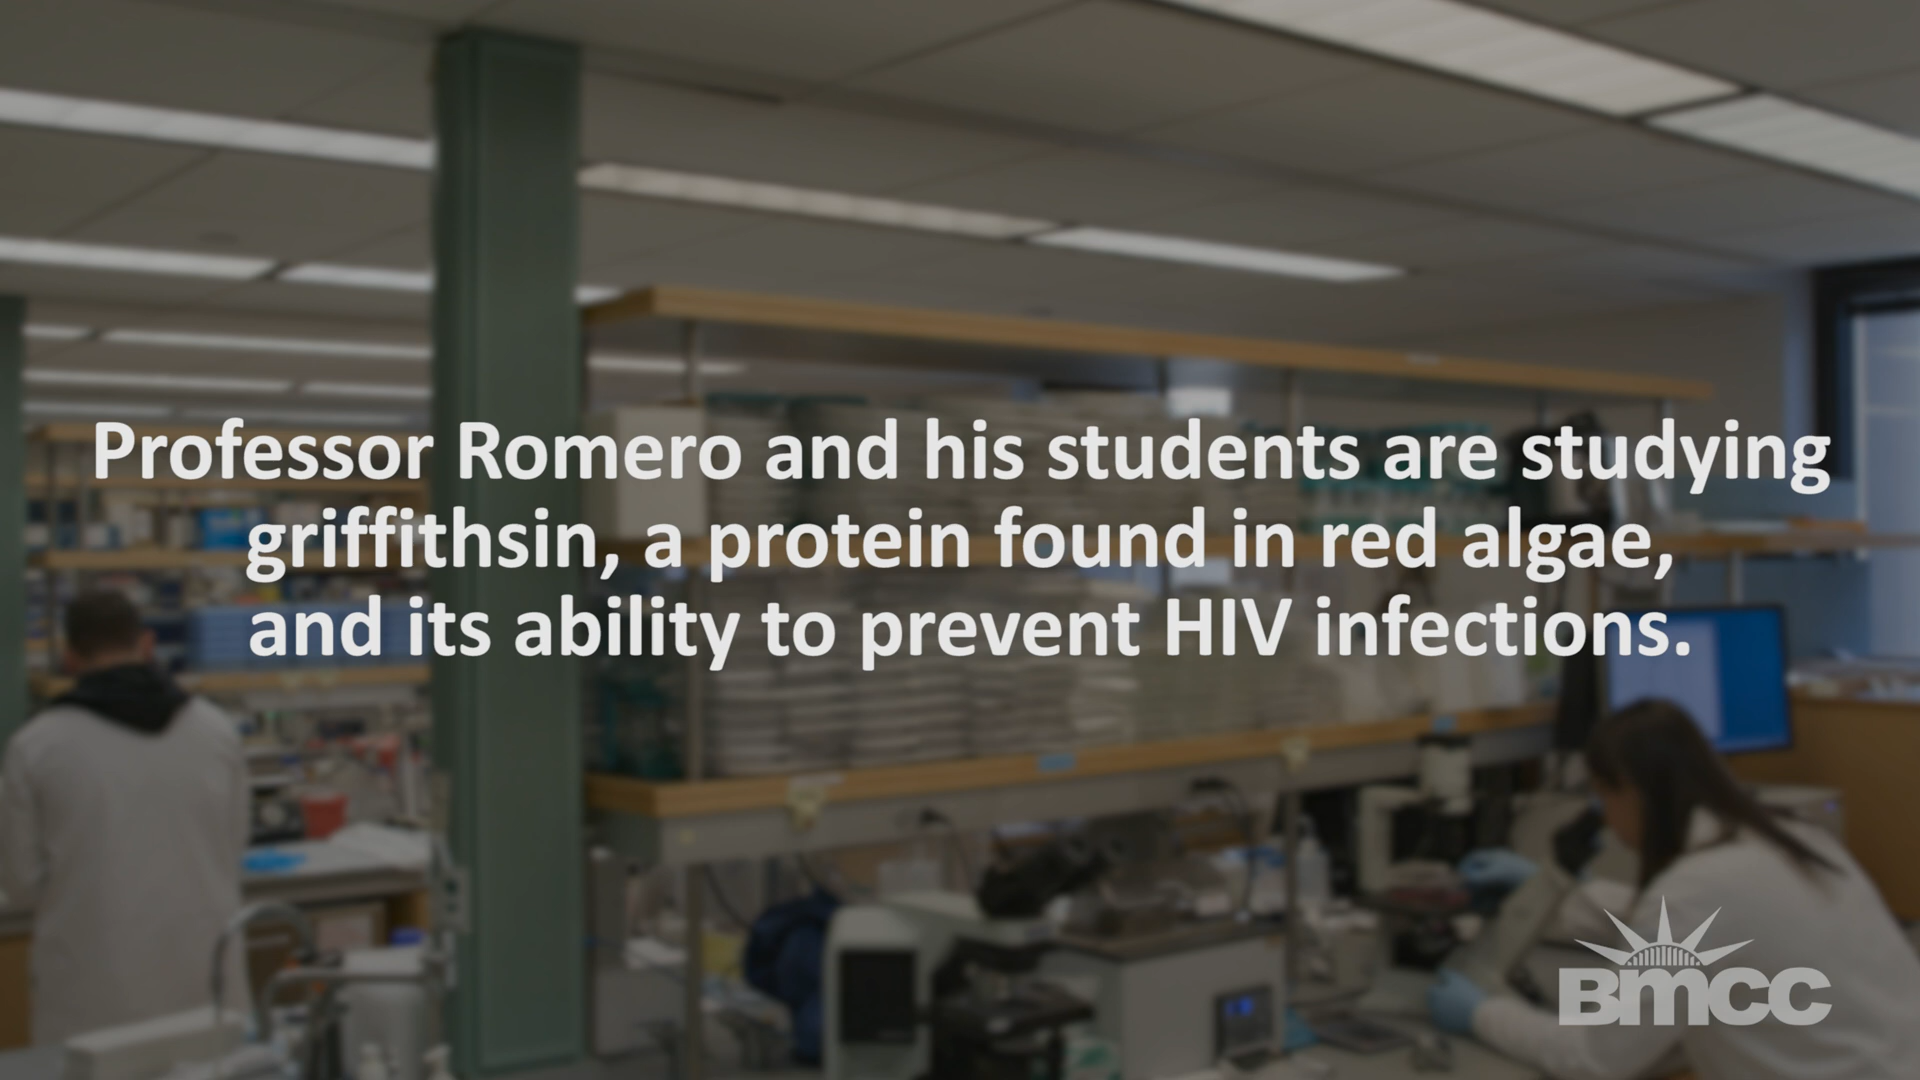 Professor Romero and his students are studying
griffithsin, a protein found in red algae,
and its ability to prevent HIV infections.
BMCC